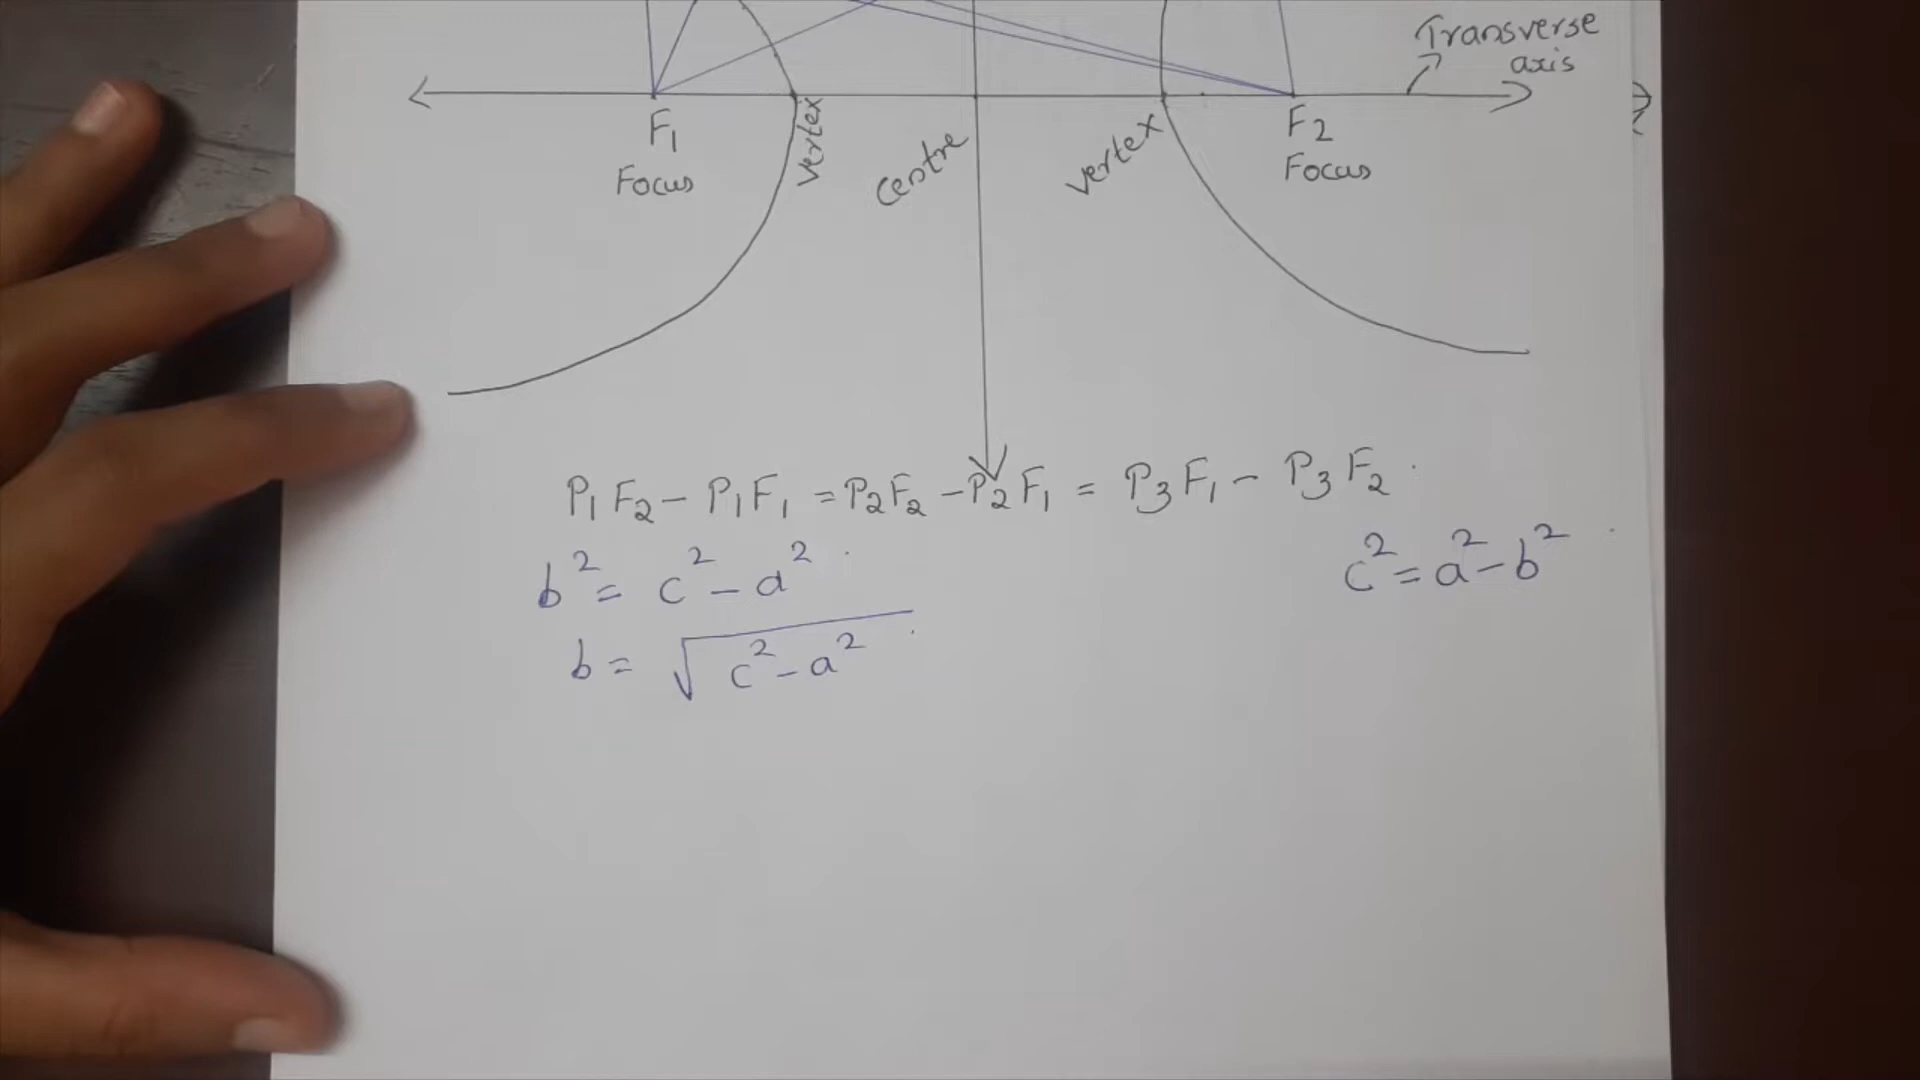 Transverse
axis
F₁
Focus
vertex
Centre
vertex
F₂
Focus
P₁F₂ - P₁F₁ = P₂F₂ - P₂F₁ = P₃F₁ - P₃F₂ .
b² = c² - a² .
c² = a² - b² .
b = √(c² - a²) .